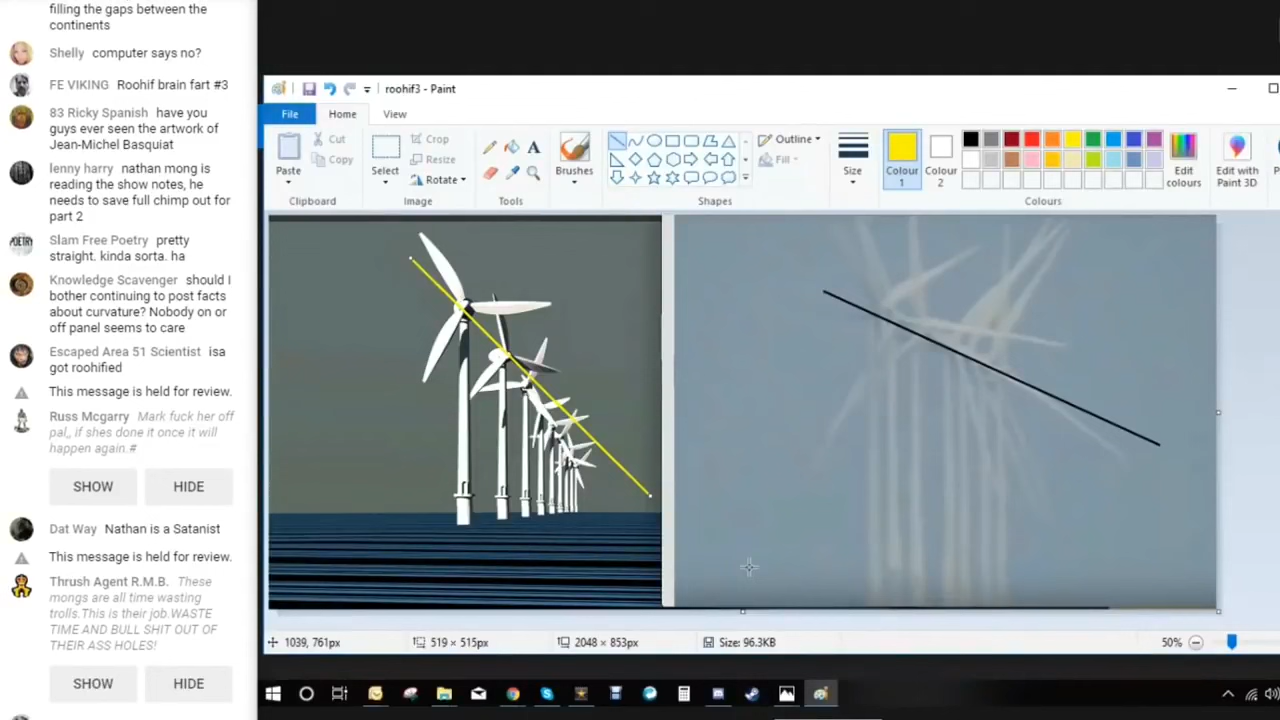 filling the gaps between the
continents
Shelly computer says no?
FE VIKING Roohif brain fart #3
83 Ricky Spanish have you
guys ever seen the artwork of
Jean-Michel Basquiat
lenny harry nathan mong is
reading the show notes, he
needs to save full chimp out for
part 2
Slam Free Poetry pretty
straight. kinda sorta. ha
Knowledge Scavenger should I
bother continuing to post facts
about curvature? Nobody on or
off panel seems to care
Escaped Area 51 Scientist isa
got roohified
This message is held for review.
Russ Mcgarry Mark fuck her off
pal,, if shes done it once it will
happen again.#
SHOW HIDE
Dat Way Nathan is a Satanist
This message is held for review.
Thrush Agent R.M.B. These
mongs are all time wasting
trolls.This is their job.WASTE
TIME AND BULL SHIT OUT OF
THEIR ASS HOLES!
SHOW HIDE
roohif3 - Paint
File Home View
Paste Cut Copy
Clipboard
Select Crop Resize Rotate
Image
A
Tools
Brushes
Outline Fill
Shapes
Size
Colour 1
Colour 2
Edit colours
Colours
Edit with Paint 3D
1039, 761px 519 × 515px 2048 × 853px Size: 96.3KB 50%